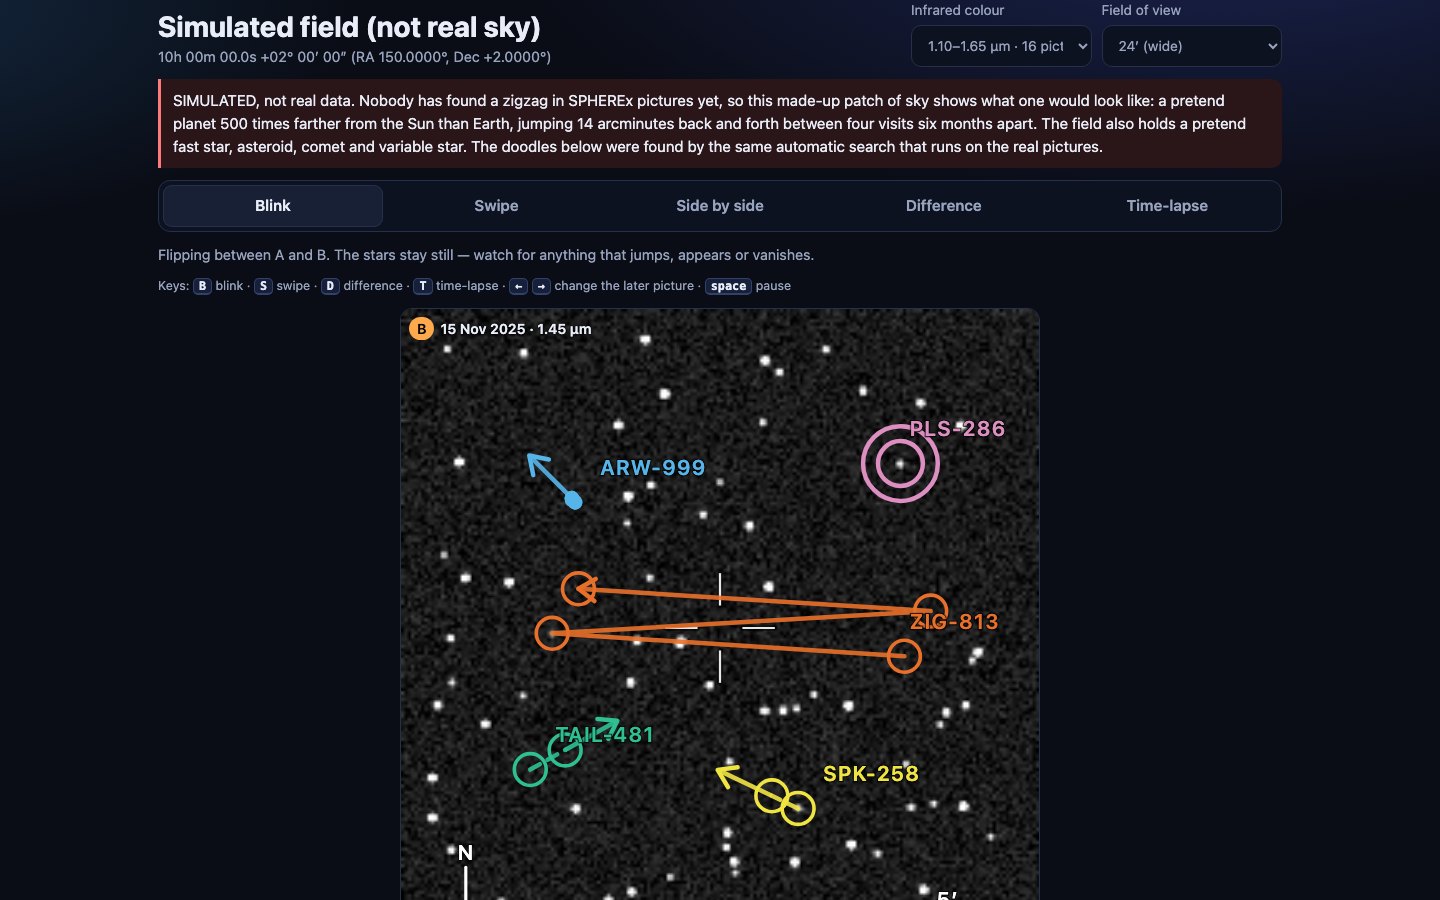 Simulated field (not real sky)
10h 00m 00.0s +02° 00′ 00″ (RA 150.0000°, Dec +2.0000°)
Infrared colour
Field of view
1.10–1.65 µm · 16 pict
24′ (wide)
SIMULATED, not real data. Nobody has found a zigzag in SPHEREx pictures yet, so this made-up patch of sky shows what one would look like: a pretend
planet 500 times farther from the Sun than Earth, jumping 14 arcminutes back and forth between four visits six months apart. The field also holds a pretend
fast star, asteroid, comet and variable star. The doodles below were found by the same automatic search that runs on the real pictures.
Blink
Swipe
Side by side
Difference
Time-lapse
Flipping between A and B. The stars stay still — watch for anything that jumps, appears or vanishes.
Keys: B blink · S swipe · D difference · T time-lapse · ← → change the later picture · space pause
B 15 Nov 2025 · 1.45 µm
PLS-286
ARW-999
ZIG-813
TAIL-481
SPK-258
N
5′